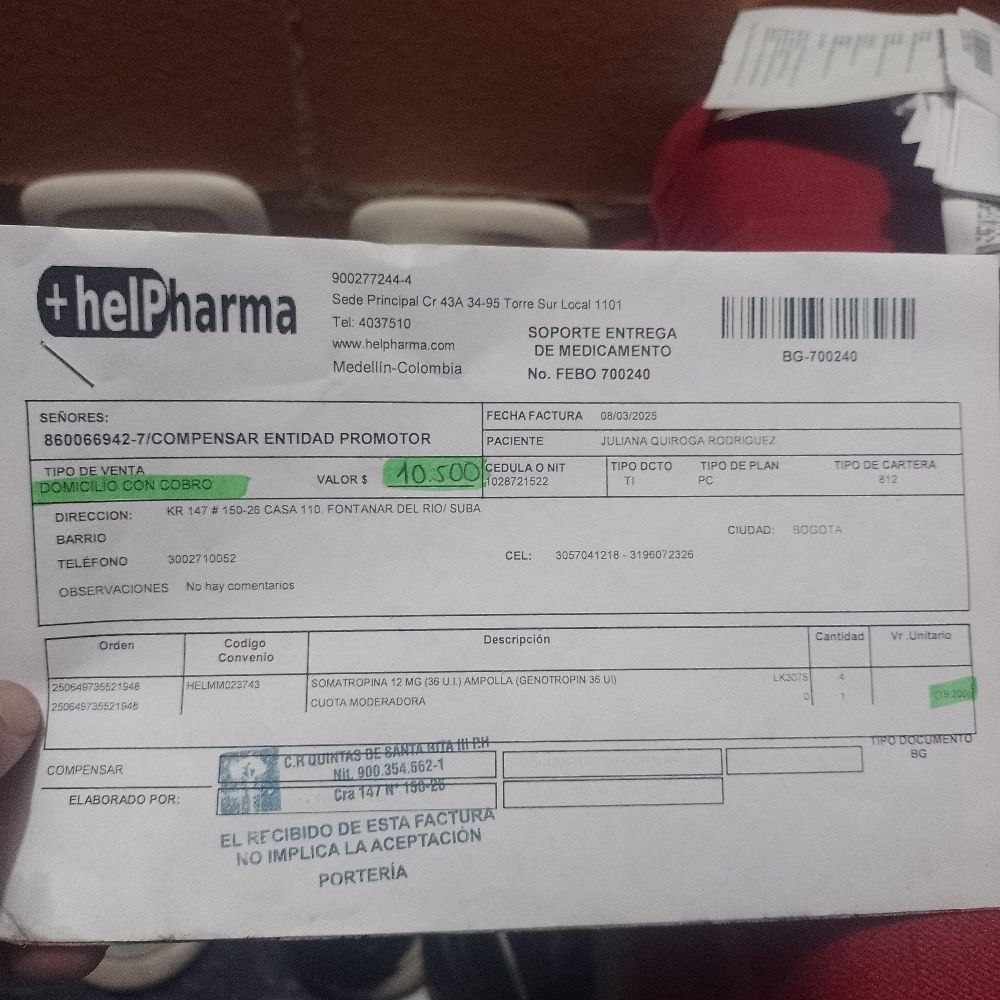 +helPharma
900277244-4
Sede Principal Cr 43A 34-95 Torre Sur Local 1101
Tel: 4037510
www.helpharma.com
Medellin-Colombia
SOPORTE ENTREGA
DE MEDICAMENTO
No. FEBO 700240
BG-700240
SEÑORES:
860066942-7/COMPENSAR ENTIDAD PROMOTOR
FECHA FACTURA 08/03/2025
PACIENTE JULIANA QUIROGA RODRIGUEZ
TIPO DE VENTA
DOMICILIO CON COBRO
VALOR $ 10.500
CEDULA O NIT
1028721522
TIPO DCTO
TI
TIPO DE PLAN
PC
TIPO DE CARTERA
812
DIRECCION: KR 147 # 150-26 CASA 110. FONTANAR DEL RIO/ SUBA
BARRIO
CIUDAD: BOGOTA
TELÉFONO 3002710052
CEL: 3057041218 - 3196072326
OBSERVACIONES No hay comentarios
Orden Codigo Convenio Descripción Cantidad Vr .Unitario
250649735521948 HELMM023743 SOMATROPINA 12 MG (36 U.I.) AMPOLLA (GENOTROPIN 36 UI) LK3075 4
250649735521948 CUOTA MODERADORA 0 1
TIPO DOCUMENTO
BG
COMPENSAR
ELABORADO POR:
C.R QUINTAS DE SANTA RITA III P.H
Nit. 900.354.662-1
Cra 147 N° 150-26
EL RECIBIDO DE ESTA FACTURA
NO IMPLICA LA ACEPTACIÓN
PORTERÍA